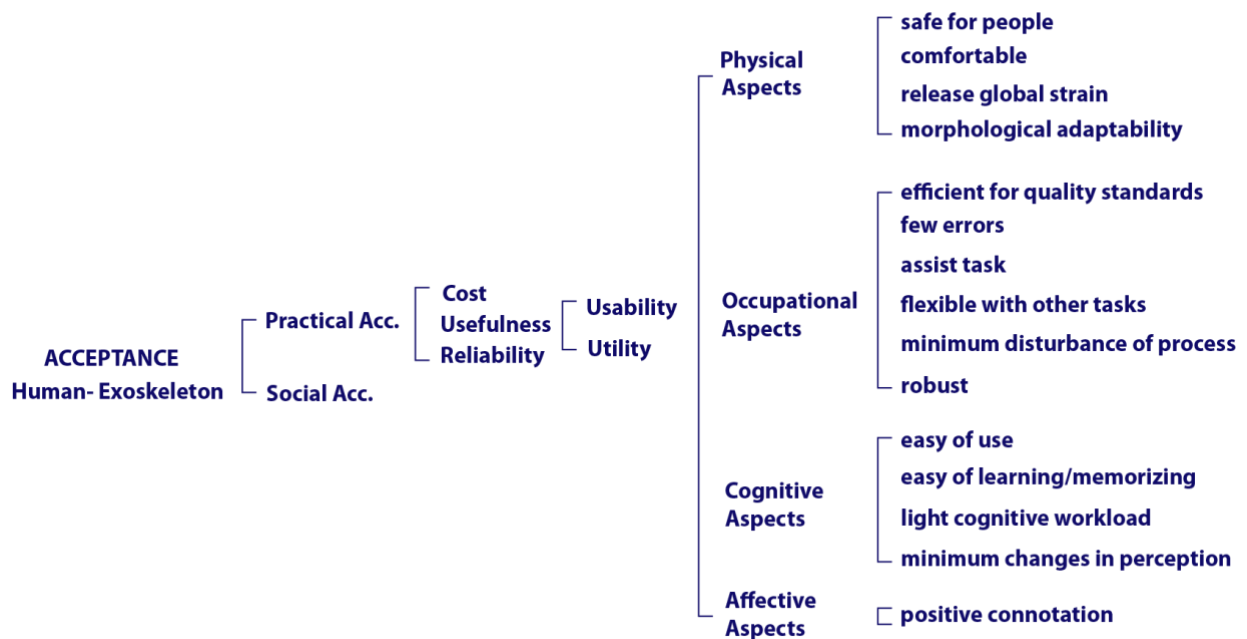 ACCEPTANCE
Human- Exoskeleton
Practical Acc.
Social Acc.
Cost
Usefulness
Reliability
Usability
Utility
Physical
Aspects
safe for people
comfortable
release global strain
morphological adaptability
Occupational
Aspects
efficient for quality standards
few errors
assist task
flexible with other tasks
minimum disturbance of process
robust
Cognitive
Aspects
easy of use
easy of learning/memorizing
light cognitive workload
minimum changes in perception
Affective
Aspects
positive connotation